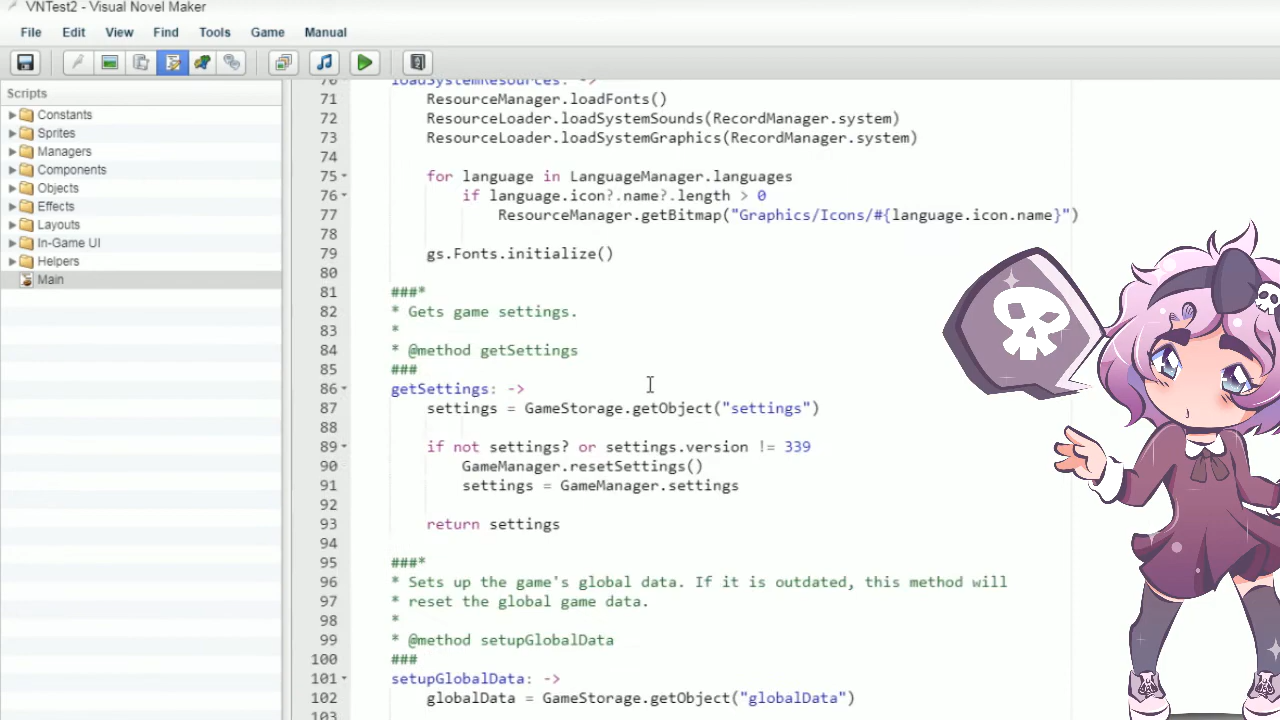 VNTest2 - Visual Novel Maker
File Edit View Find Tools Game Manual
Scripts
Constants
Sprites
Managers
Components
Objects
Effects
Layouts
In-Game UI
Helpers
Main
70 loadSystemResources: ->
71 ResourceManager.loadFonts()
72 ResourceLoader.loadSystemSounds(RecordManager.system)
73 ResourceLoader.loadSystemGraphics(RecordManager.system)
74
75 for language in LanguageManager.languages
76 if language.icon?.name?.length > 0
77 ResourceManager.getBitmap("Graphics/Icons/#{language.icon.name}")
78
79 gs.Fonts.initialize()
80
81 ###*
82 * Gets game settings.
83 *
84 * @method getSettings
85 ###
86 getSettings: ->
87 settings = GameStorage.getObject("settings")
88
89 if not settings? or settings.version != 339
90 GameManager.resetSettings()
91 settings = GameManager.settings
92
93 return settings
94
95 ###*
96 * Sets up the game's global data. If it is outdated, this method will
97 * reset the global game data.
98 *
99 * @method setupGlobalData
100 ###
101 setupGlobalData: ->
102 globalData = GameStorage.getObject("globalData")
103